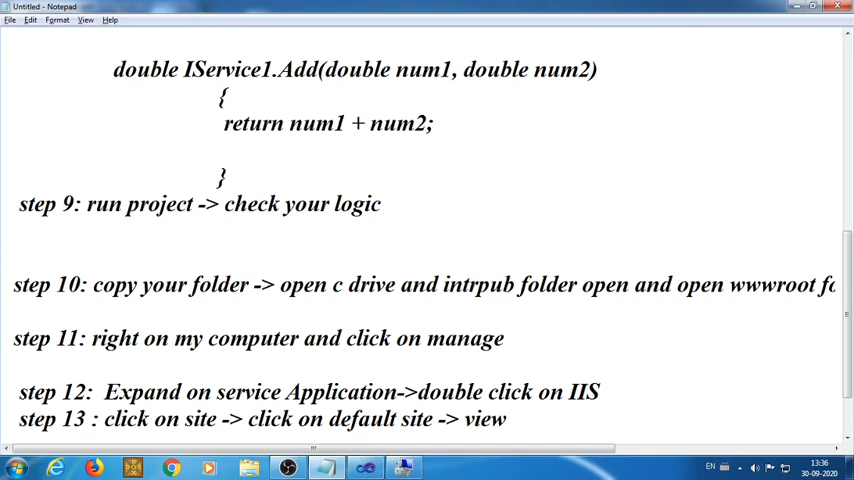 Untitled - Notepad
File Edit Format View Help
double IService1.Add(double num1, double num2)
{
return num1 + num2;
}
step 9: run project -> check your logic
step 10: copy your folder -> open c drive and intrpub folder open and open wwwroot fo
step 11: right on my computer and click on manage
step 12: Expand on service Application->double click on IIS
step 13 : click on site -> click on default site -> view
EN
13:36
30-09-2020